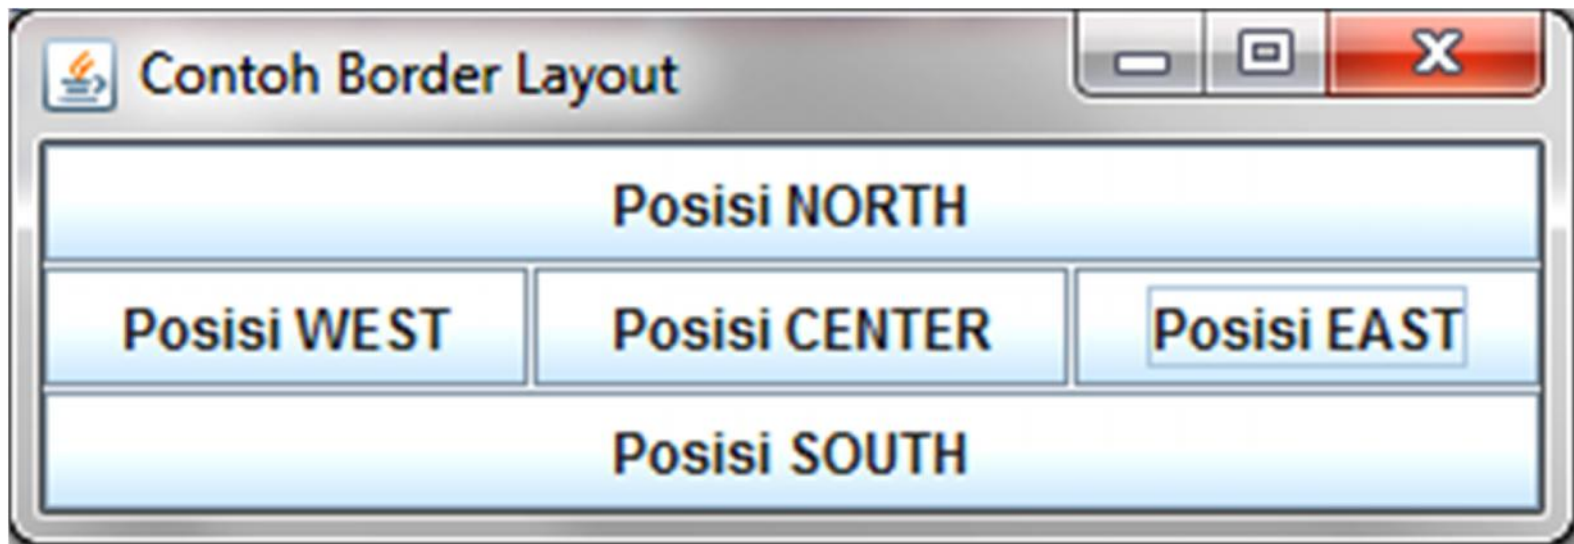 Contoh Border Layout
Posisi NORTH
Posisi WEST
Posisi CENTER
Posisi EAST
Posisi SOUTH